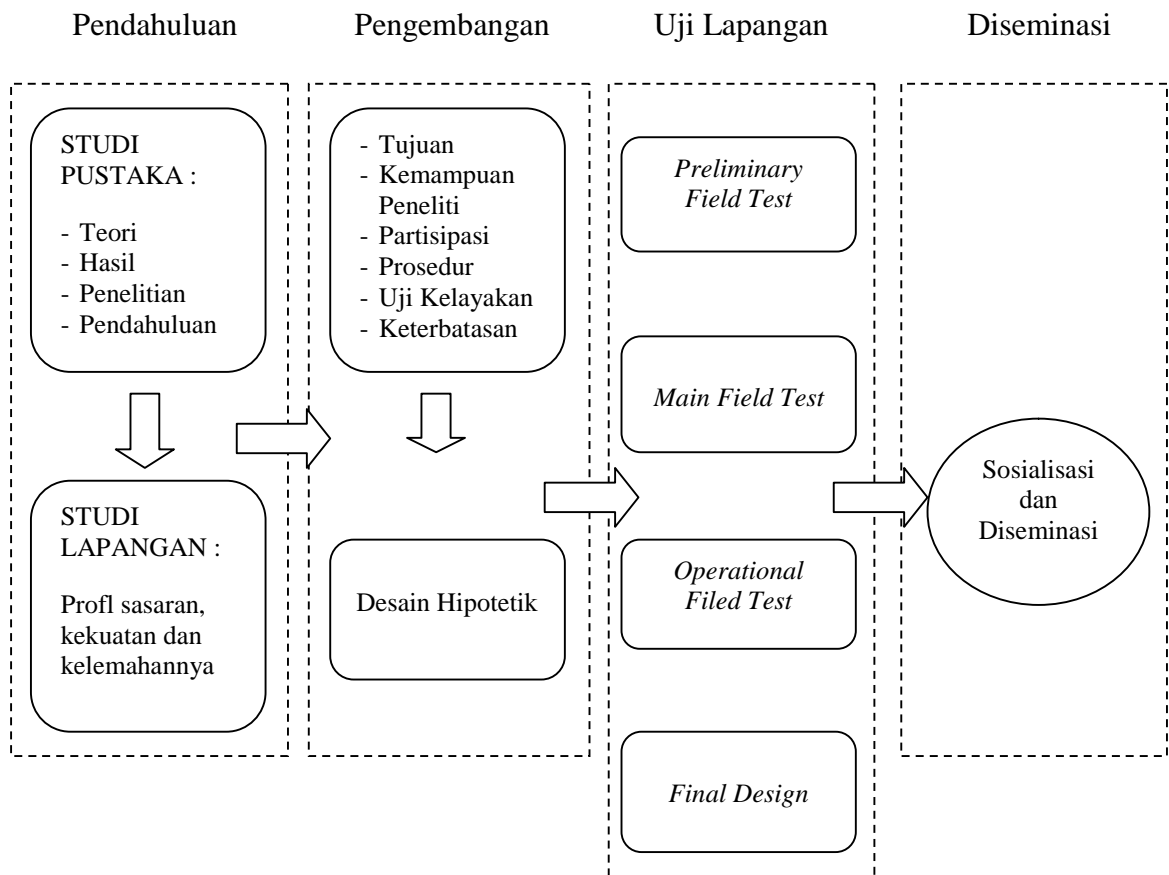 Pendahuluan
Pengembangan
Uji Lapangan
Diseminasi
STUDI
PUSTAKA :
- Teori
- Hasil
- Penelitian
- Pendahuluan
STUDI
LAPANGAN :
Profl sasaran,
kekuatan dan
kelemahannya
- Tujuan
- Kemampuan
Peneliti
- Partisipasi
- Prosedur
- Uji Kelayakan
- Keterbatasan
Desain Hipotetik
Preliminary
Field Test
Main Field Test
Operational
Filed Test
Final Design
Sosialisasi
dan
Diseminasi